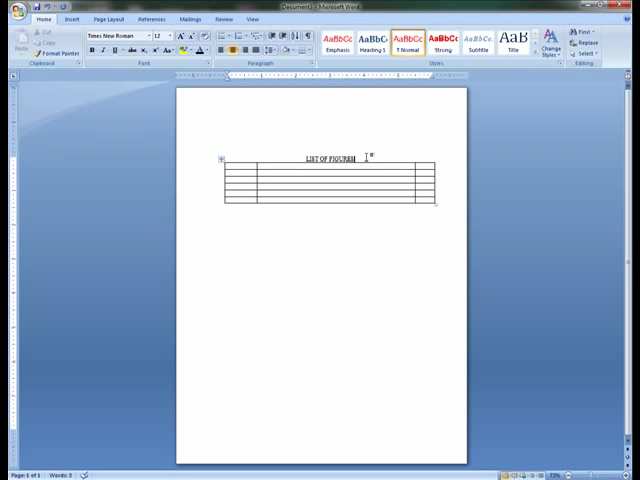 Document3 - Microsoft Word
Home Insert Page Layout References Mailings Review View
Paste
Cut
Copy
Format Painter
Clipboard
Times New Roman 12
Font
Paragraph
AaBbCc AaBbCc AaBbCc AaBbCc AaBbCc. AaB
Emphasis Heading 1 ¶ Normal Strong Subtitle Title
Change Styles
Styles
Find
Replace
Select
Editing
LIST OF FIGURES
Page: 1 of 1 Words: 3
73%